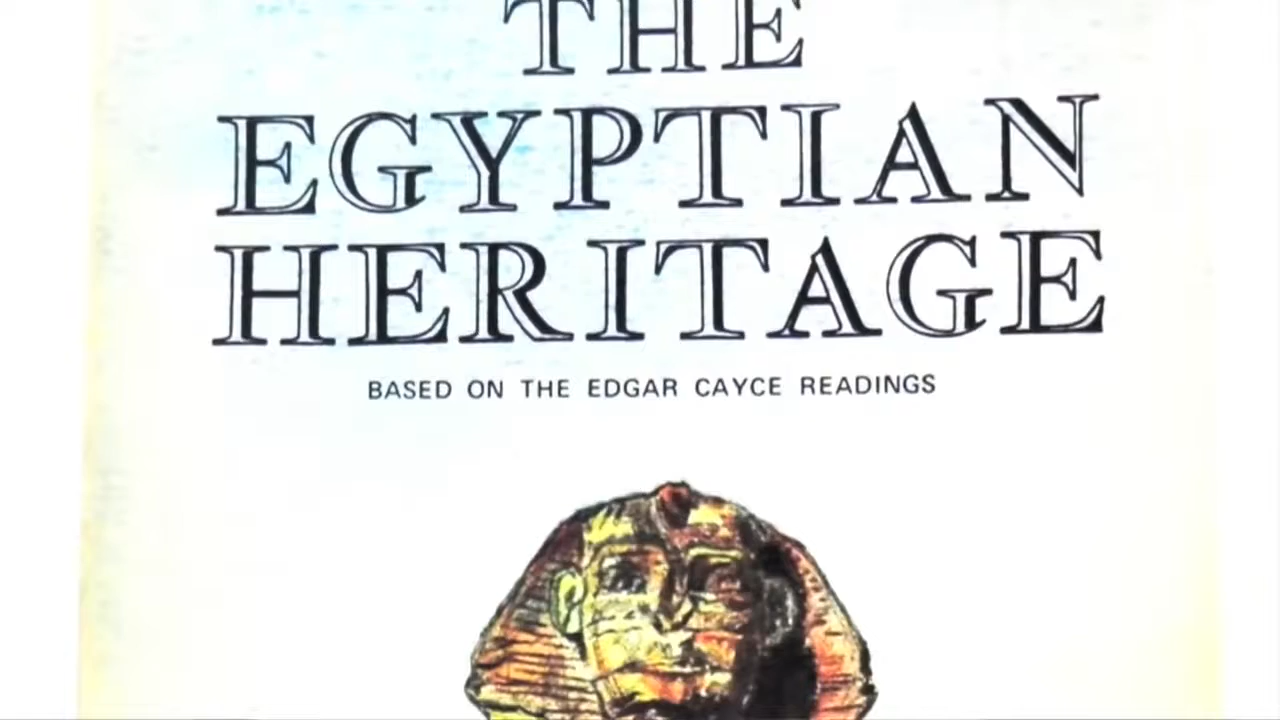 THE
EGYPTIAN
HERITAGE
BASED ON THE EDGAR CAYCE READINGS